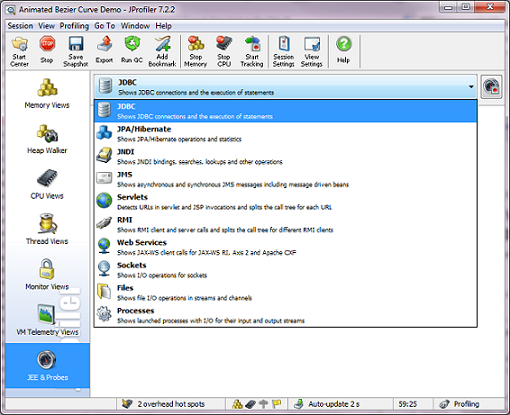 Animated Bezier Curve Demo - JProfiler 7.2.2
Session View Profiling Go To Window Help
Start Center
Stop
Save Snapshot
Export
Run GC
Add Bookmark
Stop Memory
Stop CPU
Start Tracking
Session Settings
View Settings
Help
Memory Views
Heap Walker
CPU Views
Thread Views
Monitor Views
VM Telemetry Views
JEE & Probes
JDBC
Shows JDBC connections and the execution of statements
JDBC
Shows JDBC connections and the execution of statements
JPA/Hibernate
Shows JPA/Hibernate operations and statistics
JNDI
Shows JNDI bindings, searches, lookups and other operations
JMS
Shows asynchronous and synchronous JMS messages including message driven beans
Servlets
Detects URLs in servlet and JSP invocations and splits the call tree for each URL
RMI
Shows RMI client and server calls and splits the call tree for different RMI clients
Web Services
Shows JAX-WS client calls for JAX-WS RI, Axis 2 and Apache CXF
Sockets
Shows I/O operations for sockets
Files
Shows file I/O operations in streams and channels
Processes
Shows launched processes with I/O for their input and output streams
2 overhead hot spots
Auto-update 2 s
59:25
Profiling